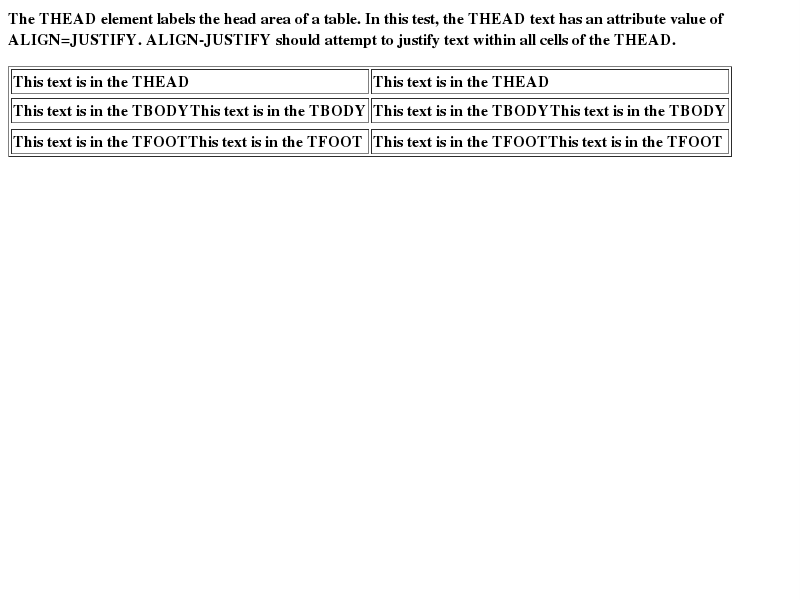 The THEAD element labels the head area of a table. In this test, the THEAD text has an attribute value of
ALIGN=JUSTIFY. ALIGN-JUSTIFY should attempt to justify text within all cells of the THEAD.
This text is in the THEAD This text is in the THEAD
This text is in the TBODYThis text is in the TBODY This text is in the TBODYThis text is in the TBODY
This text is in the TFOOTThis text is in the TFOOT This text is in the TFOOTThis text is in the TFOOT